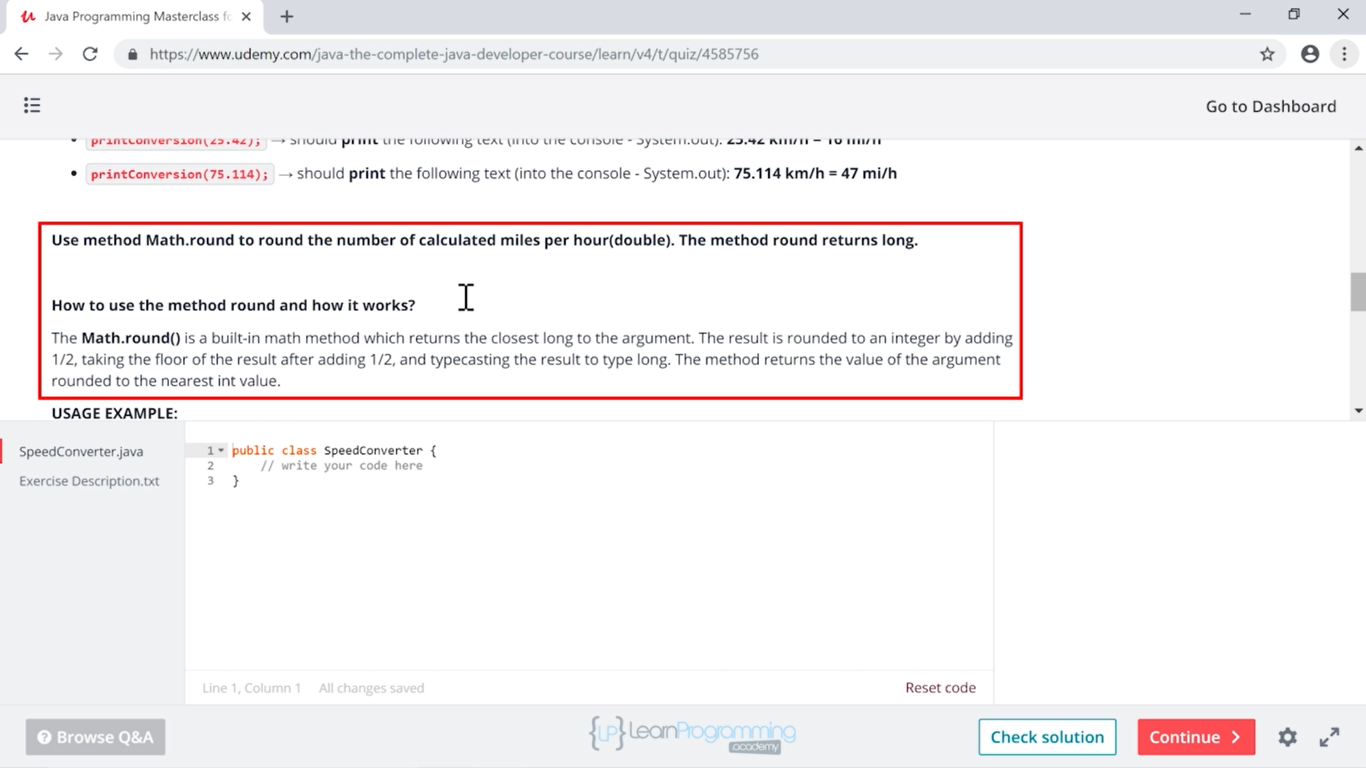 Java Programming Masterclass fo
https://www.udemy.com/java-the-complete-java-developer-course/learn/v4/t/quiz/4585756
Go to Dashboard
• printConversion(25.42); → should print the following text (into the console - System.out): 25.42 km/h = 16 mi/h
• printConversion(75.114); → should print the following text (into the console - System.out): 75.114 km/h = 47 mi/h
Use method Math.round to round the number of calculated miles per hour(double). The method round returns long.
How to use the method round and how it works?
The Math.round() is a built-in math method which returns the closest long to the argument. The result is rounded to an integer by adding
1/2, taking the floor of the result after adding 1/2, and typecasting the result to type long. The method returns the value of the argument
rounded to the nearest int value.
USAGE EXAMPLE:
SpeedConverter.java
Exercise Description.txt
1 public class SpeedConverter {
2 // write your code here
3 }
Line 1, Column 1 All changes saved
Reset code
Browse Q&A
{LP} LearnProgramming
.academy
Check solution
Continue